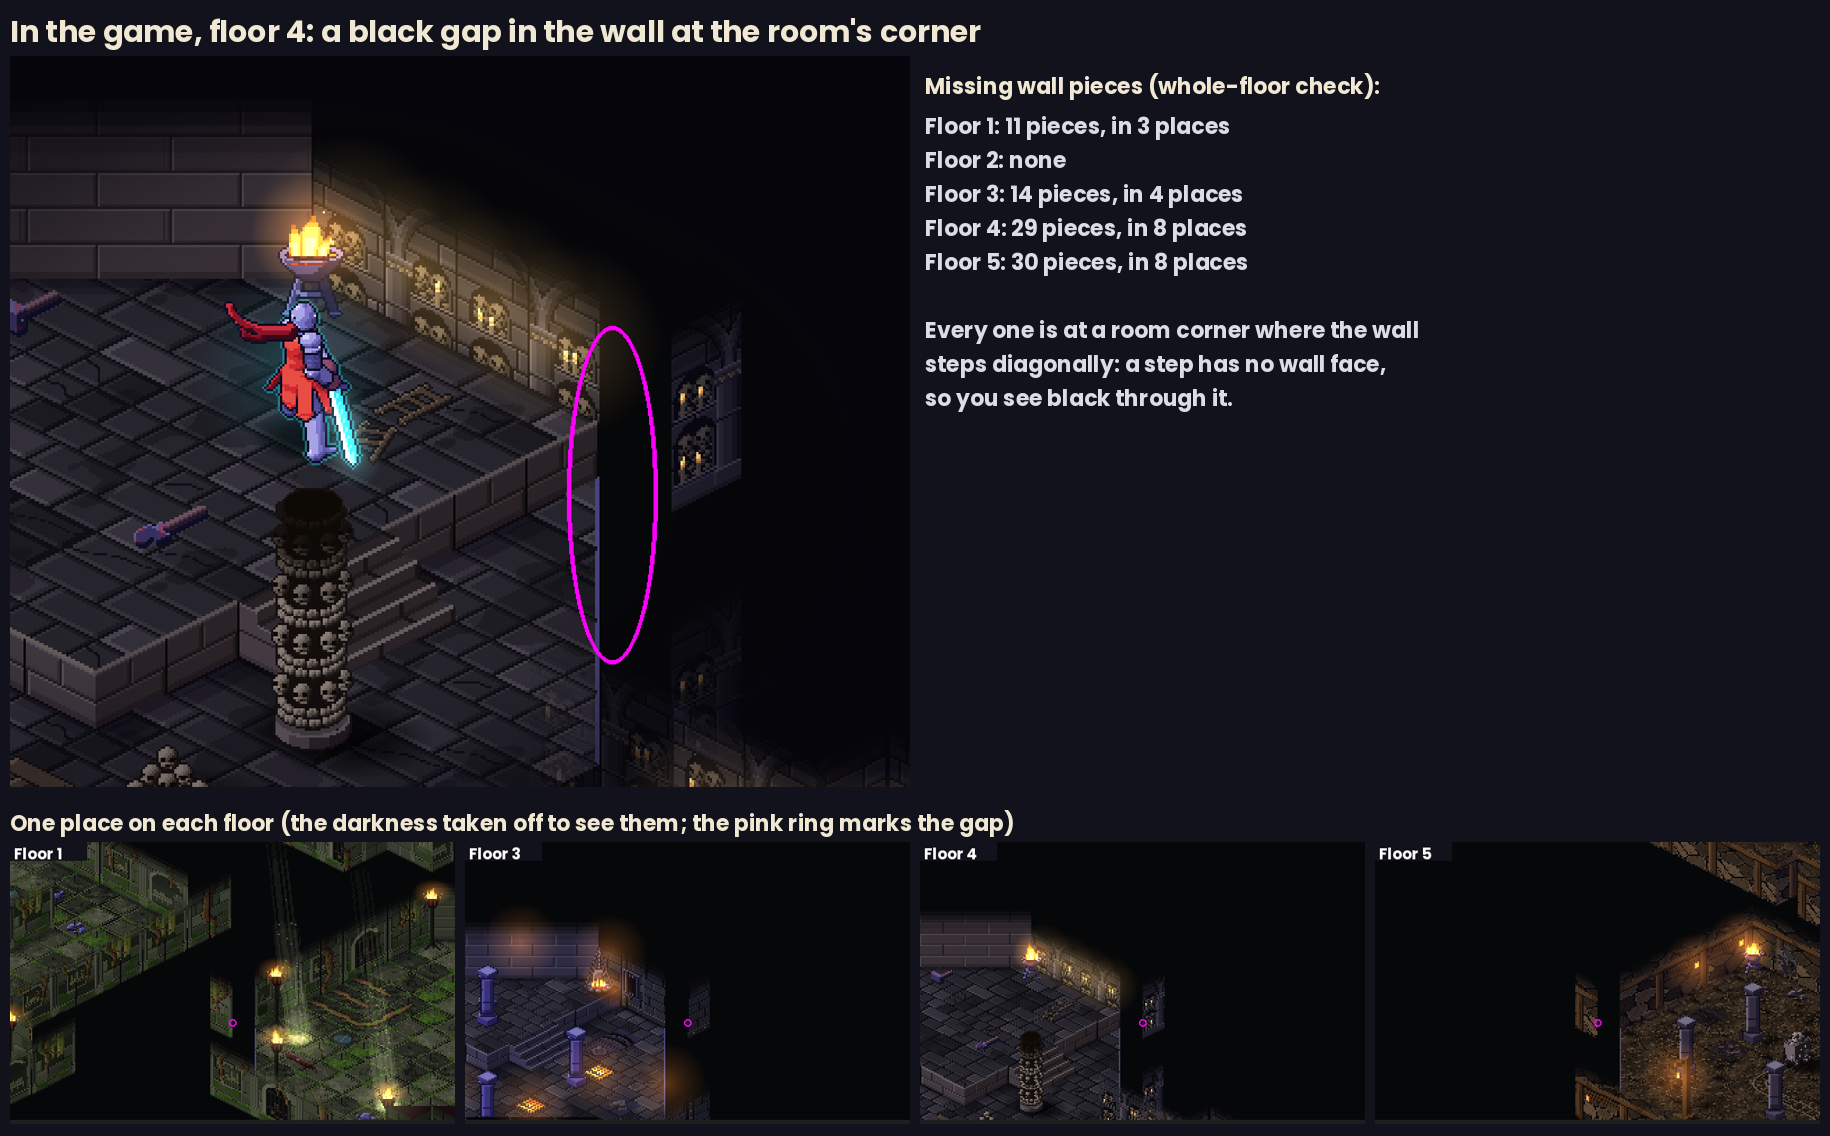 In the game, floor 4: a black gap in the wall at the room's corner
Missing wall pieces (whole-floor check):
Floor 1: 11 pieces, in 3 places
Floor 2: none
Floor 3: 14 pieces, in 4 places
Floor 4: 29 pieces, in 8 places
Floor 5: 30 pieces, in 8 places
Every one is at a room corner where the wall
steps diagonally: a step has no wall face,
so you see black through it.
One place on each floor (the darkness taken off to see them; the pink ring marks the gap)
Floor 1
Floor 3
Floor 4
Floor 5